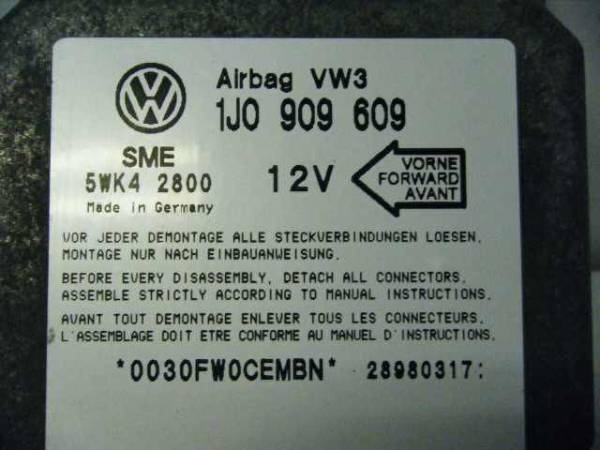 Airbag VW3
1J0 909 609
SME
5WK4 2800
Made in Germany
12V
VORNE
FORWARD
AVANT
VOR JEDER DEMONTAGE ALLE STECKVERBINDUNGEN LOESEN.
MONTAGE NUR NACH EINBAUANWEISUNG.
BEFORE EVERY DISASSEMBLY, DETACH ALL CONNECTORS.
ASSEMBLE STRICTLY ACCORDING TO MANUAL INSTRUCTIONS.
AVANT TOUT DEMONTAGE ENLEVER TOUS LES CONNECTEURS.
L'ASSEMBLAGE DOIT ETRE CONFORME AU MANUEL D'INSTRUCTIONS.
*0030FW0CEMBN* 28980317: